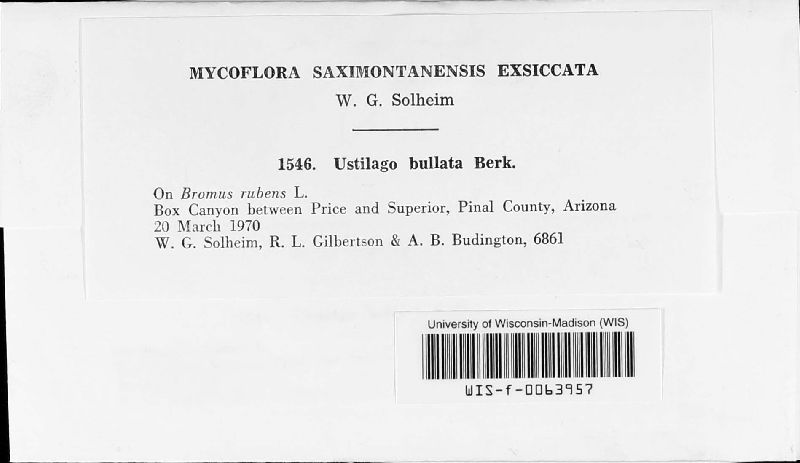 MYCOFLORA SAXIMONTANENSIS EXSICCATA
W. G. Solheim
1546. Ustilago bullata Berk.
On Bromus rubens L.
Box Canyon between Price and Superior, Pinal County, Arizona
20 March 1970
W. G. Solheim, R. L. Gilbertson & A. B. Budington, 6861
University of Wisconsin-Madison (WIS)
WIS-f-0063957